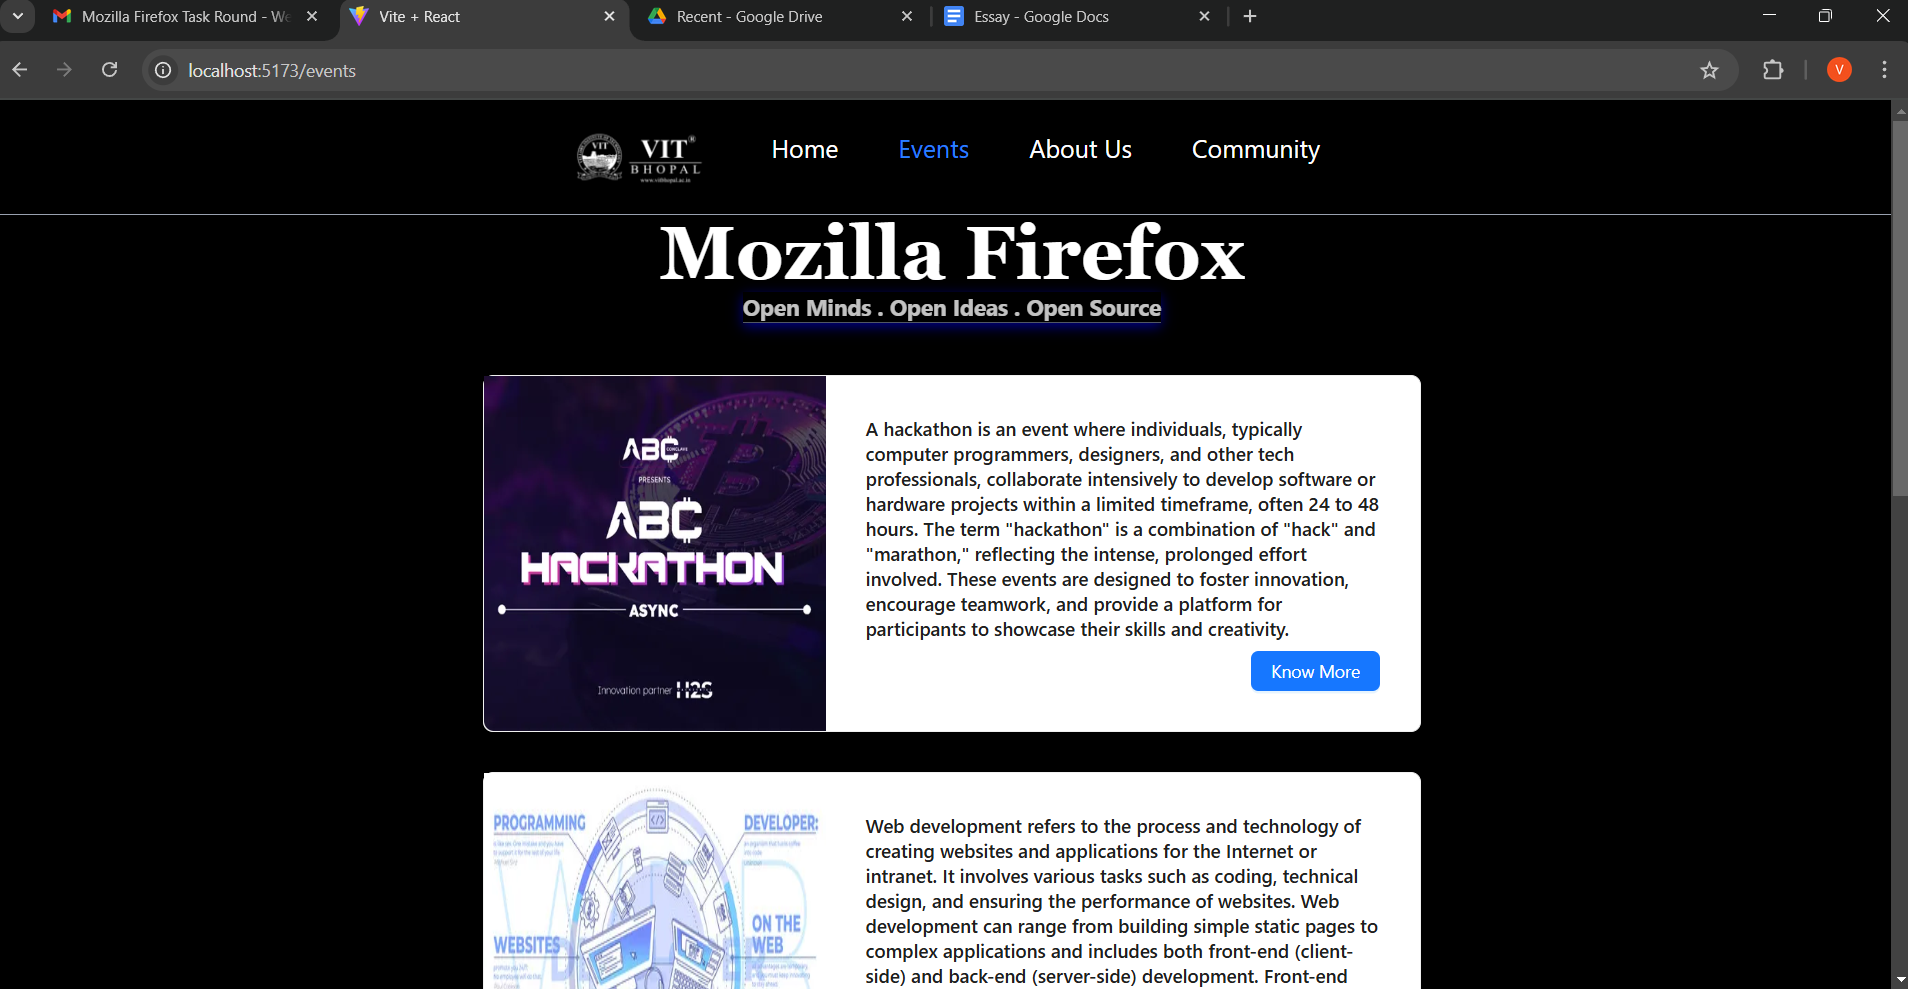 Mozilla Firefox Task Round - We
Vite + React
Recent - Google Drive
Essay - Google Docs
localhost:5173/events
V
VIT
VIT®
BHOPAL
www.vitbhopal.ac.in
Home
Events
About Us
Community
Mozilla Firefox
Open Minds . Open Ideas . Open Source
ABC
CONCLAVE
PRESENTS
ABC
HACKATHON
ASYNC
Innovation partner H2S
A hackathon is an event where individuals, typically
computer programmers, designers, and other tech
professionals, collaborate intensively to develop software or
hardware projects within a limited timeframe, often 24 to 48
hours. The term "hackathon" is a combination of "hack" and
"marathon," reflecting the intense, prolonged effort
involved. These events are designed to foster innovation,
encourage teamwork, and provide a platform for
participants to showcase their skills and creativity.
Know More
PROGRAMMING
DEVELOPER:
WEBSITES
ON THE
WEB
Web development refers to the process and technology of
creating websites and applications for the Internet or
intranet. It involves various tasks such as coding, technical
design, and ensuring the performance of websites. Web
development can range from building simple static pages to
complex applications and includes both front-end (client-
side) and back-end (server-side) development. Front-end